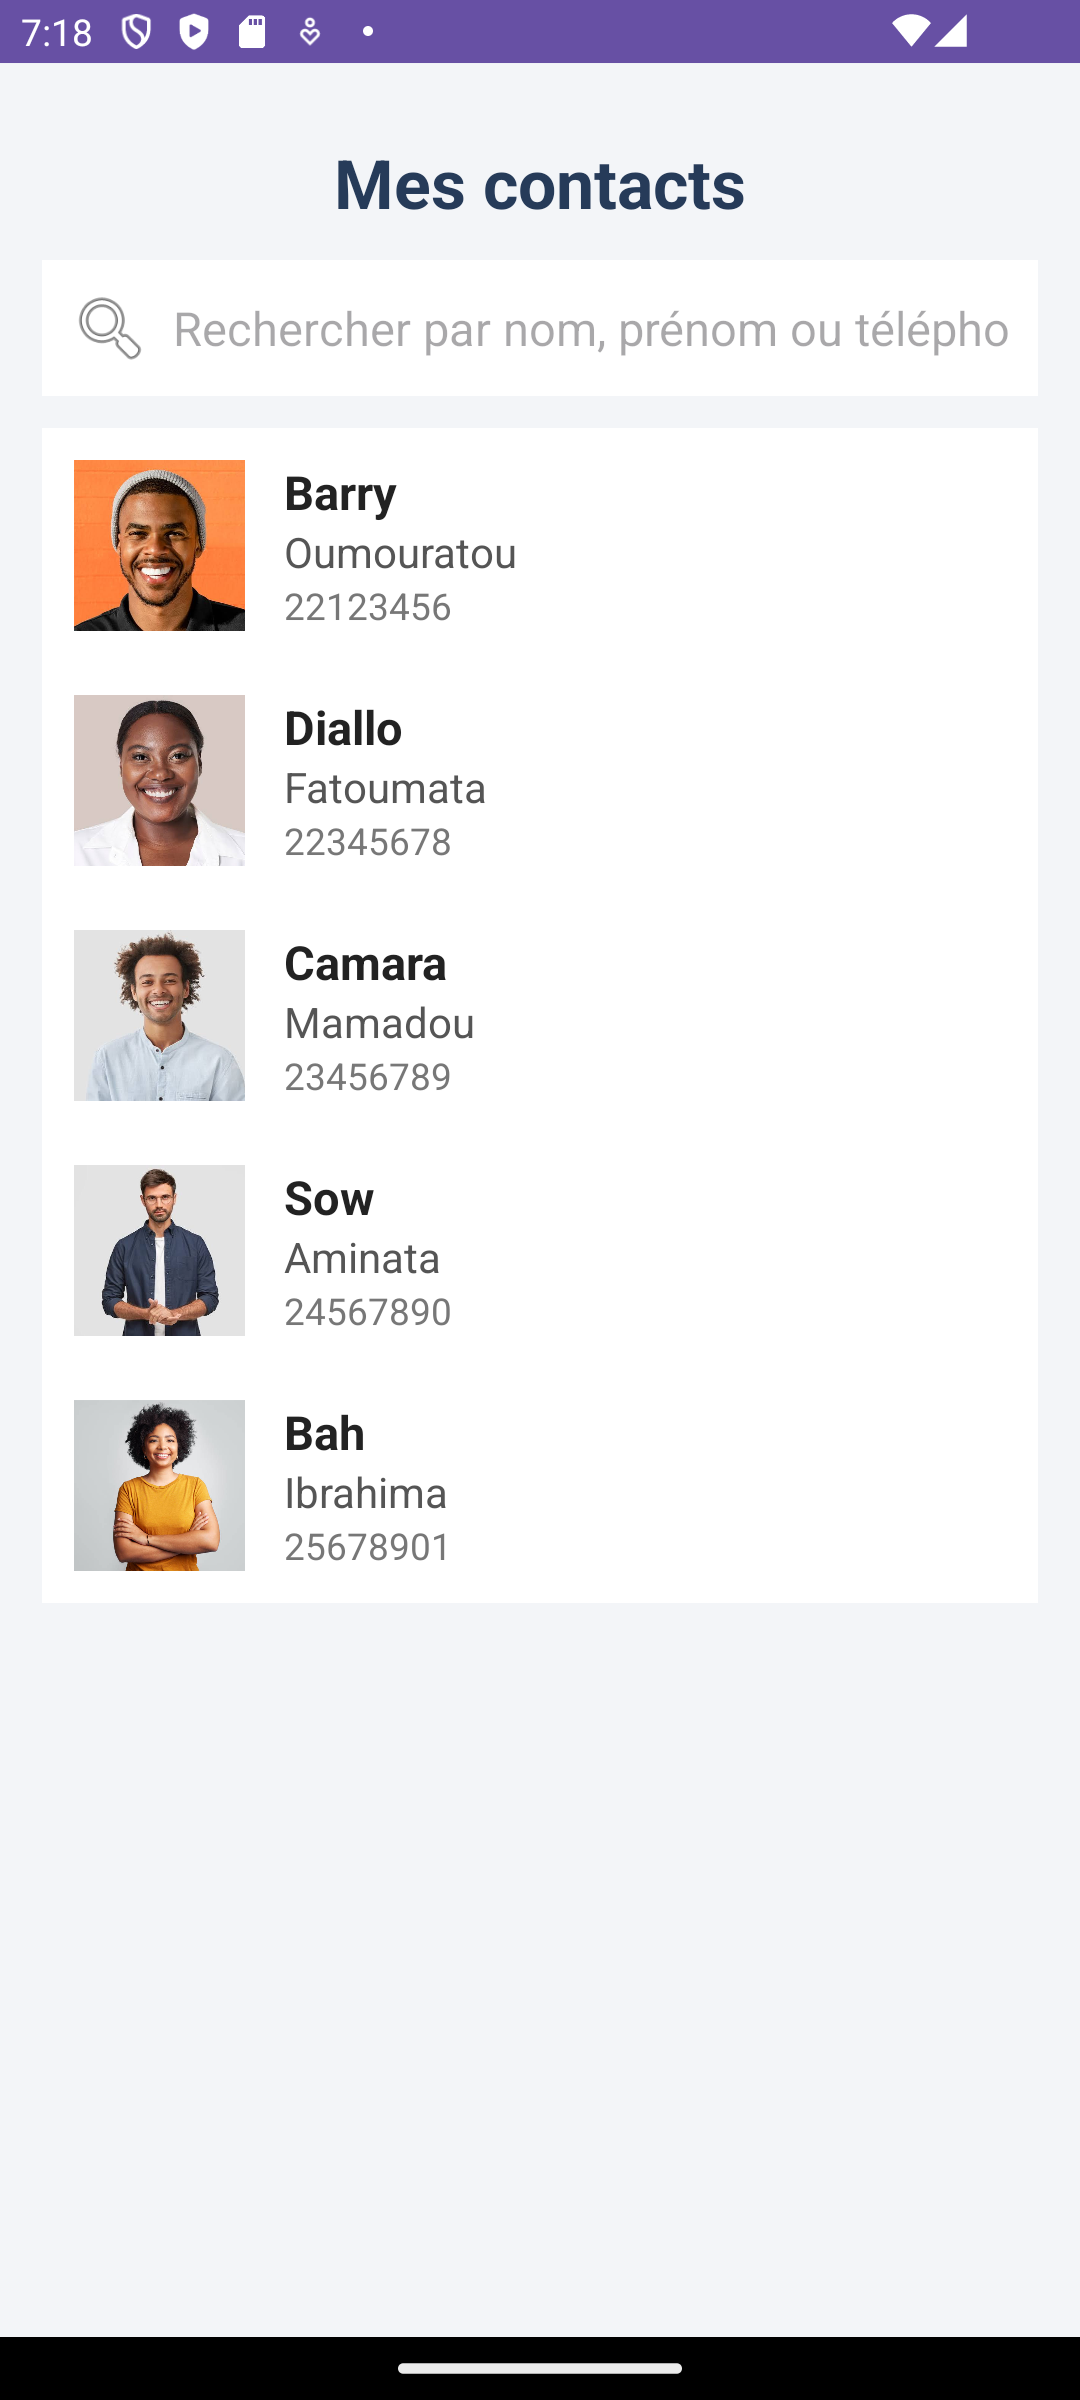 7:18
Mes contacts
Rechercher par nom, prénom ou télépho
Barry
Oumouratou
22123456
Diallo
Fatoumata
22345678
Camara
Mamadou
23456789
Sow
Aminata
24567890
Bah
Ibrahima
25678901